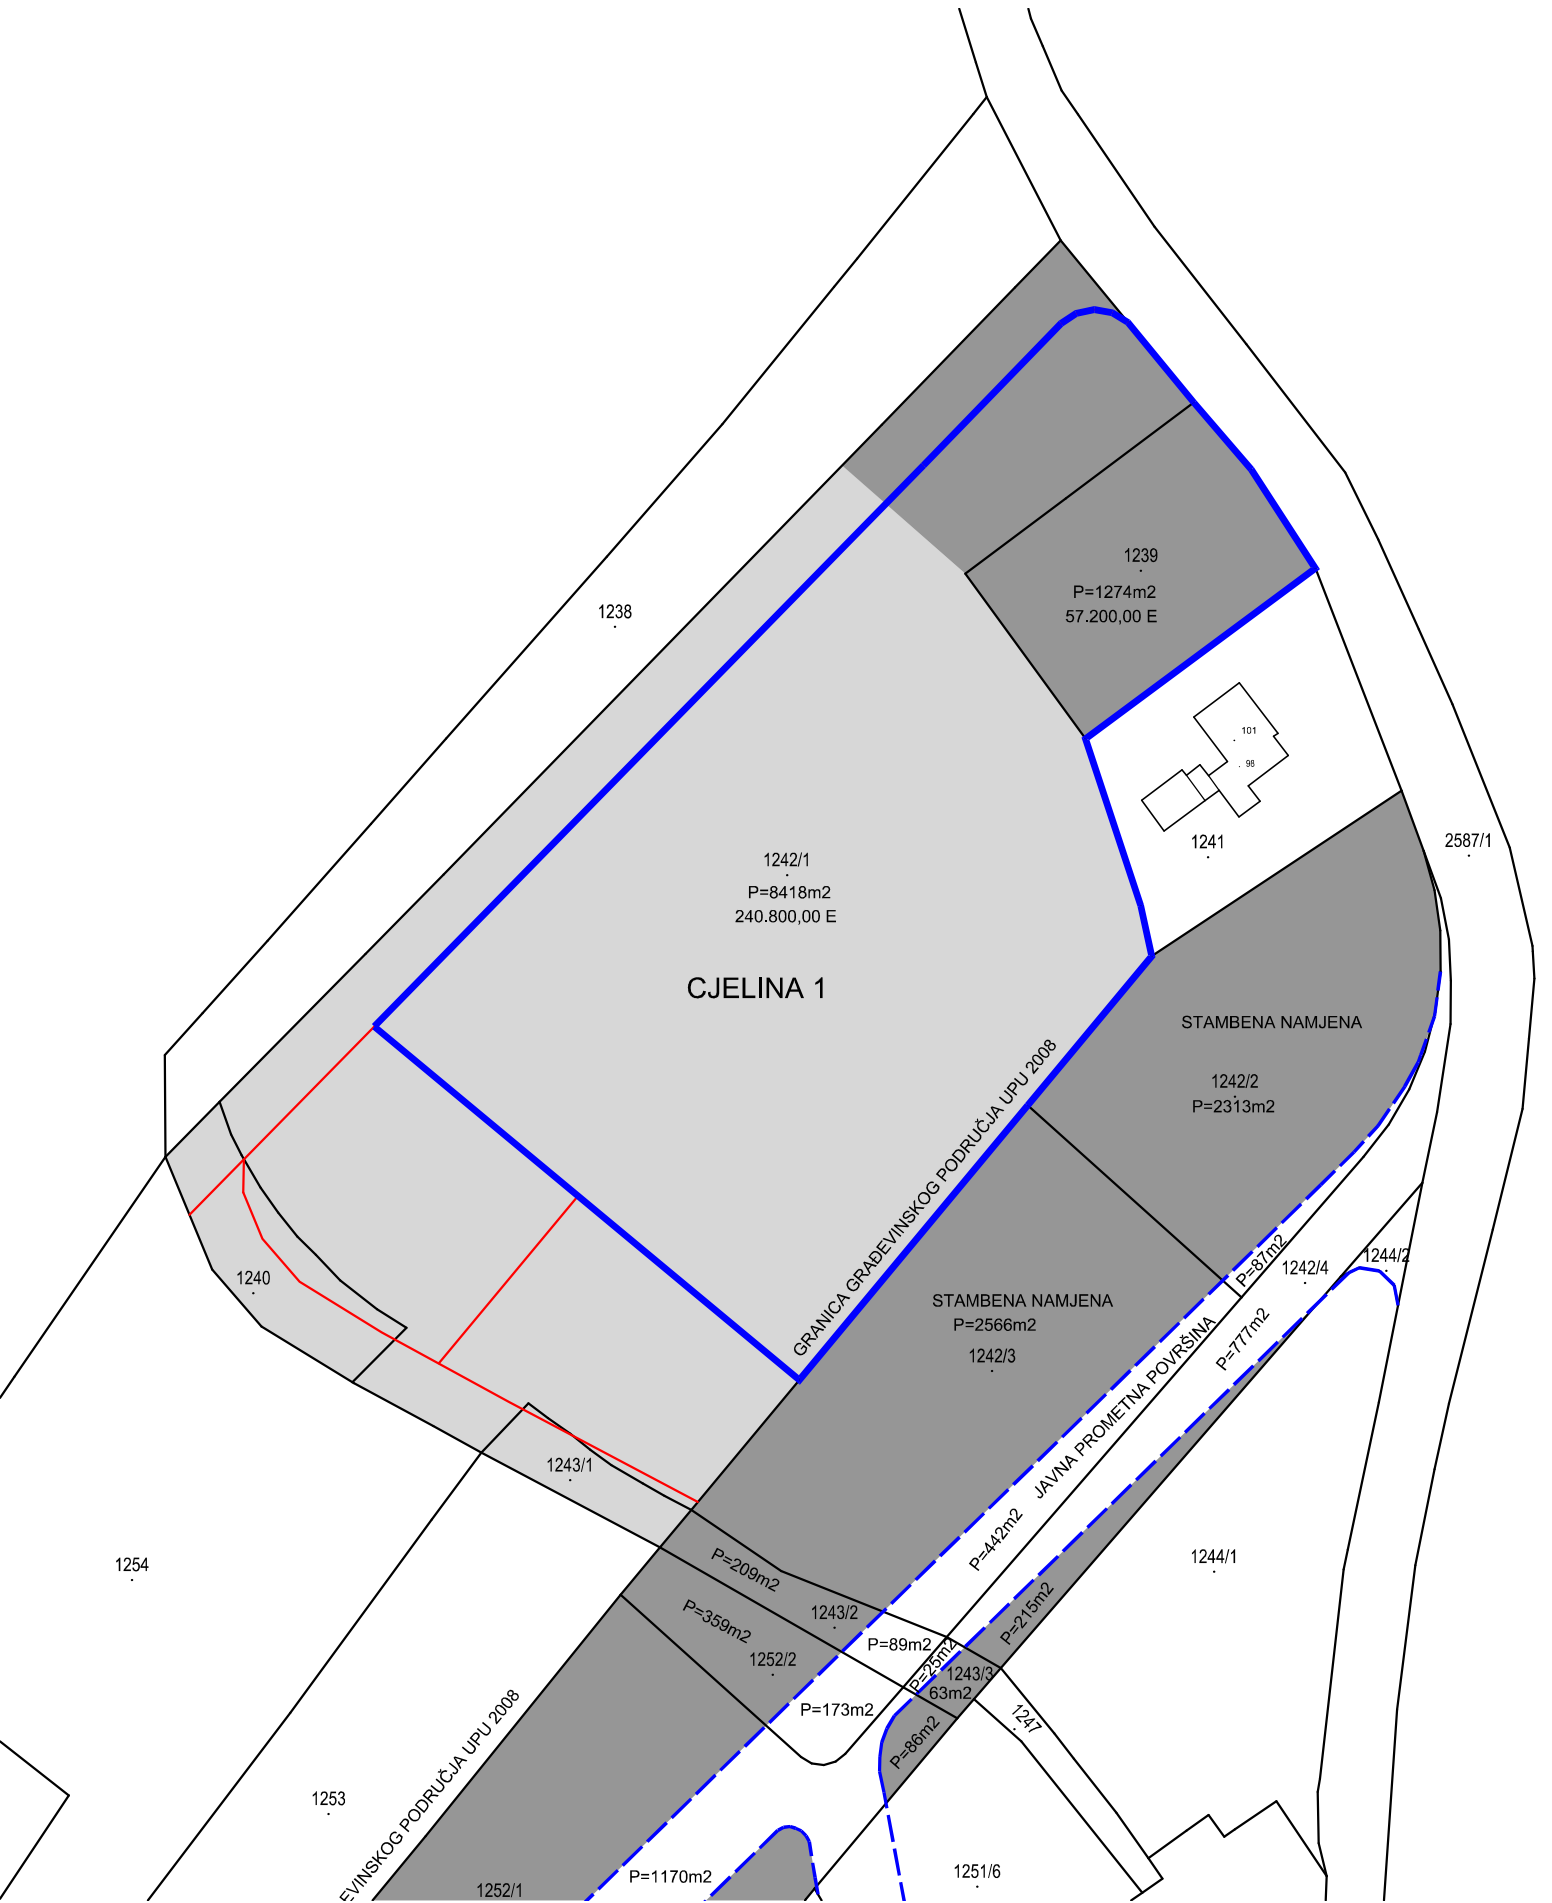 1239
P=1274m2
57.200,00 E
1238
101
98
1241
2587/1
1242/1
P=8418m2
240.800,00 E
CJELINA 1
STAMBENA NAMJENA
1242/2
P=2313m2
GRANICA GRAĐEVINSKOG PODRUČJA UPU 2008
1240
P=87m2
1242/4
1244/2
STAMBENA NAMJENA
P=2566m2
1242/3
P=777m2
JAVNA PROMETNA POVRŠINA
1243/1
P=442m2
1254
1244/1
P=209m2
1243/2
P=215m2
P=359m2
1252/2
P=89m2
P=25m2
1243/3
63m2
P=173m2
1247
P=86m2
1253
EVINSKOG PODRUČJA UPU 2008
1252/1
P=1170m2
1251/6